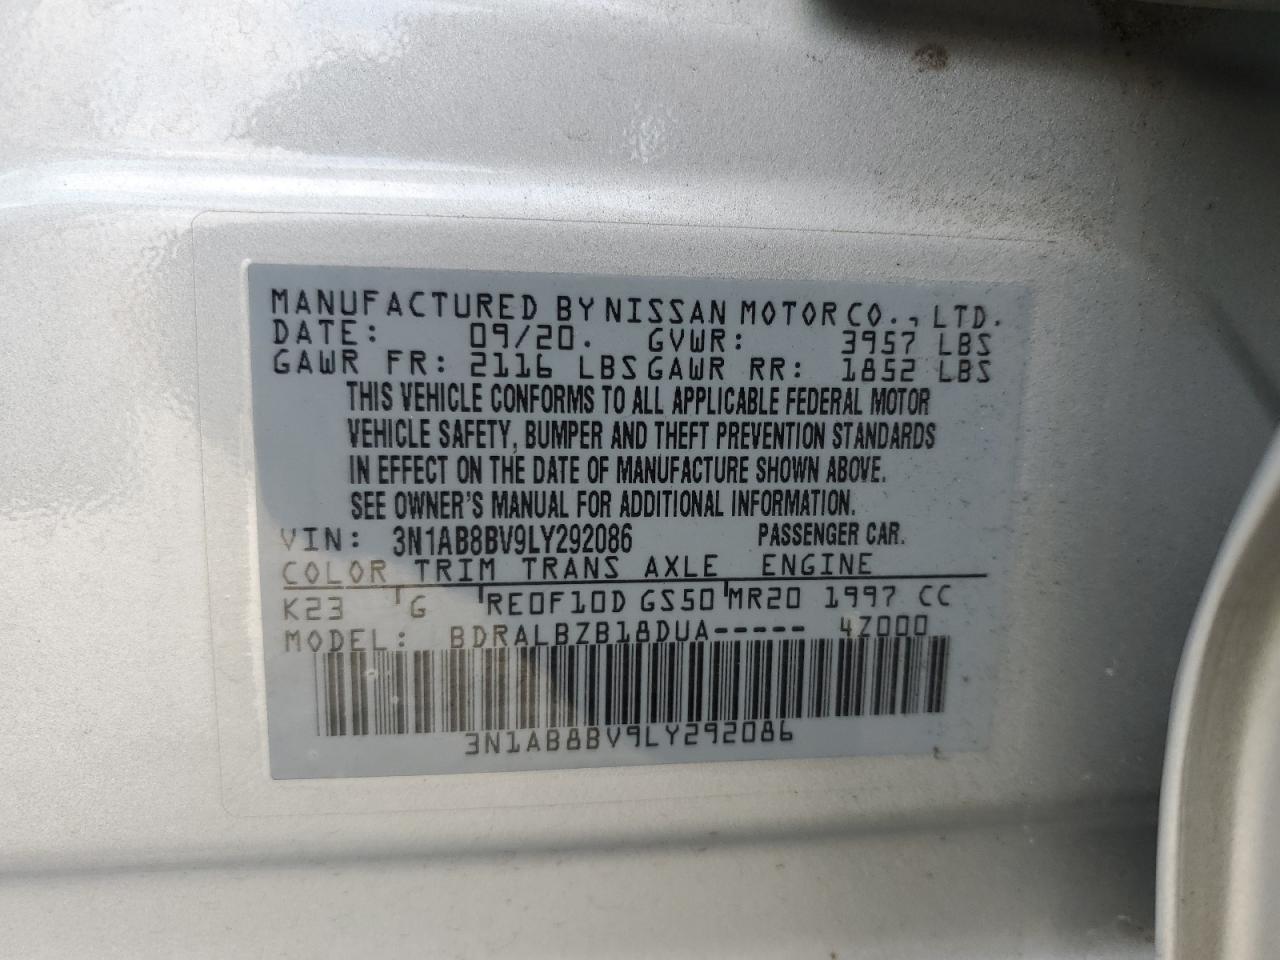 MANUFACTURED BY NISSAN MOTOR CO., LTD.
DATE: 09/20. GVWR: 3957 LBS
GAWR FR: 2116 LBS GAWR RR: 1852 LBS
THIS VEHICLE CONFORMS TO ALL APPLICABLE FEDERAL MOTOR
VEHICLE SAFETY, BUMPER AND THEFT PREVENTION STANDARDS
IN EFFECT ON THE DATE OF MANUFACTURE SHOWN ABOVE.
SEE OWNER'S MANUAL FOR ADDITIONAL INFORMATION.
VIN: 3N1AB8BV9LY292086 PASSENGER CAR.
COLOR TRIM TRANS AXLE ENGINE
K23 G RE0F10D GS50 MR20 1997 CC
MODEL: BDRALBZB18DUA----- 4Z000
3N1AB8BV9LY292086